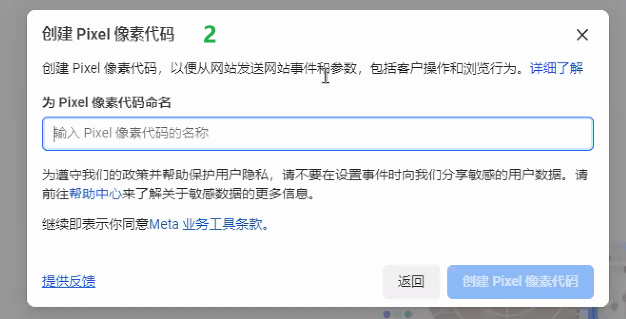 创建 Pixel 像素代码 2
创建 Pixel 像素代码，以便从网站发送网站事件和参数，包括客户操作和浏览行为。详细了解
为 Pixel 像素代码命名
输入 Pixel 像素代码的名称
为遵守我们的政策并帮助保护用户隐私，请不要在设置事件时向我们分享敏感的用户数据。请
前往帮助中心来了解关于敏感数据的更多信息。
继续即表示你同意Meta 业务工具条款。
提供反馈 返回 创建 Pixel 像素代码